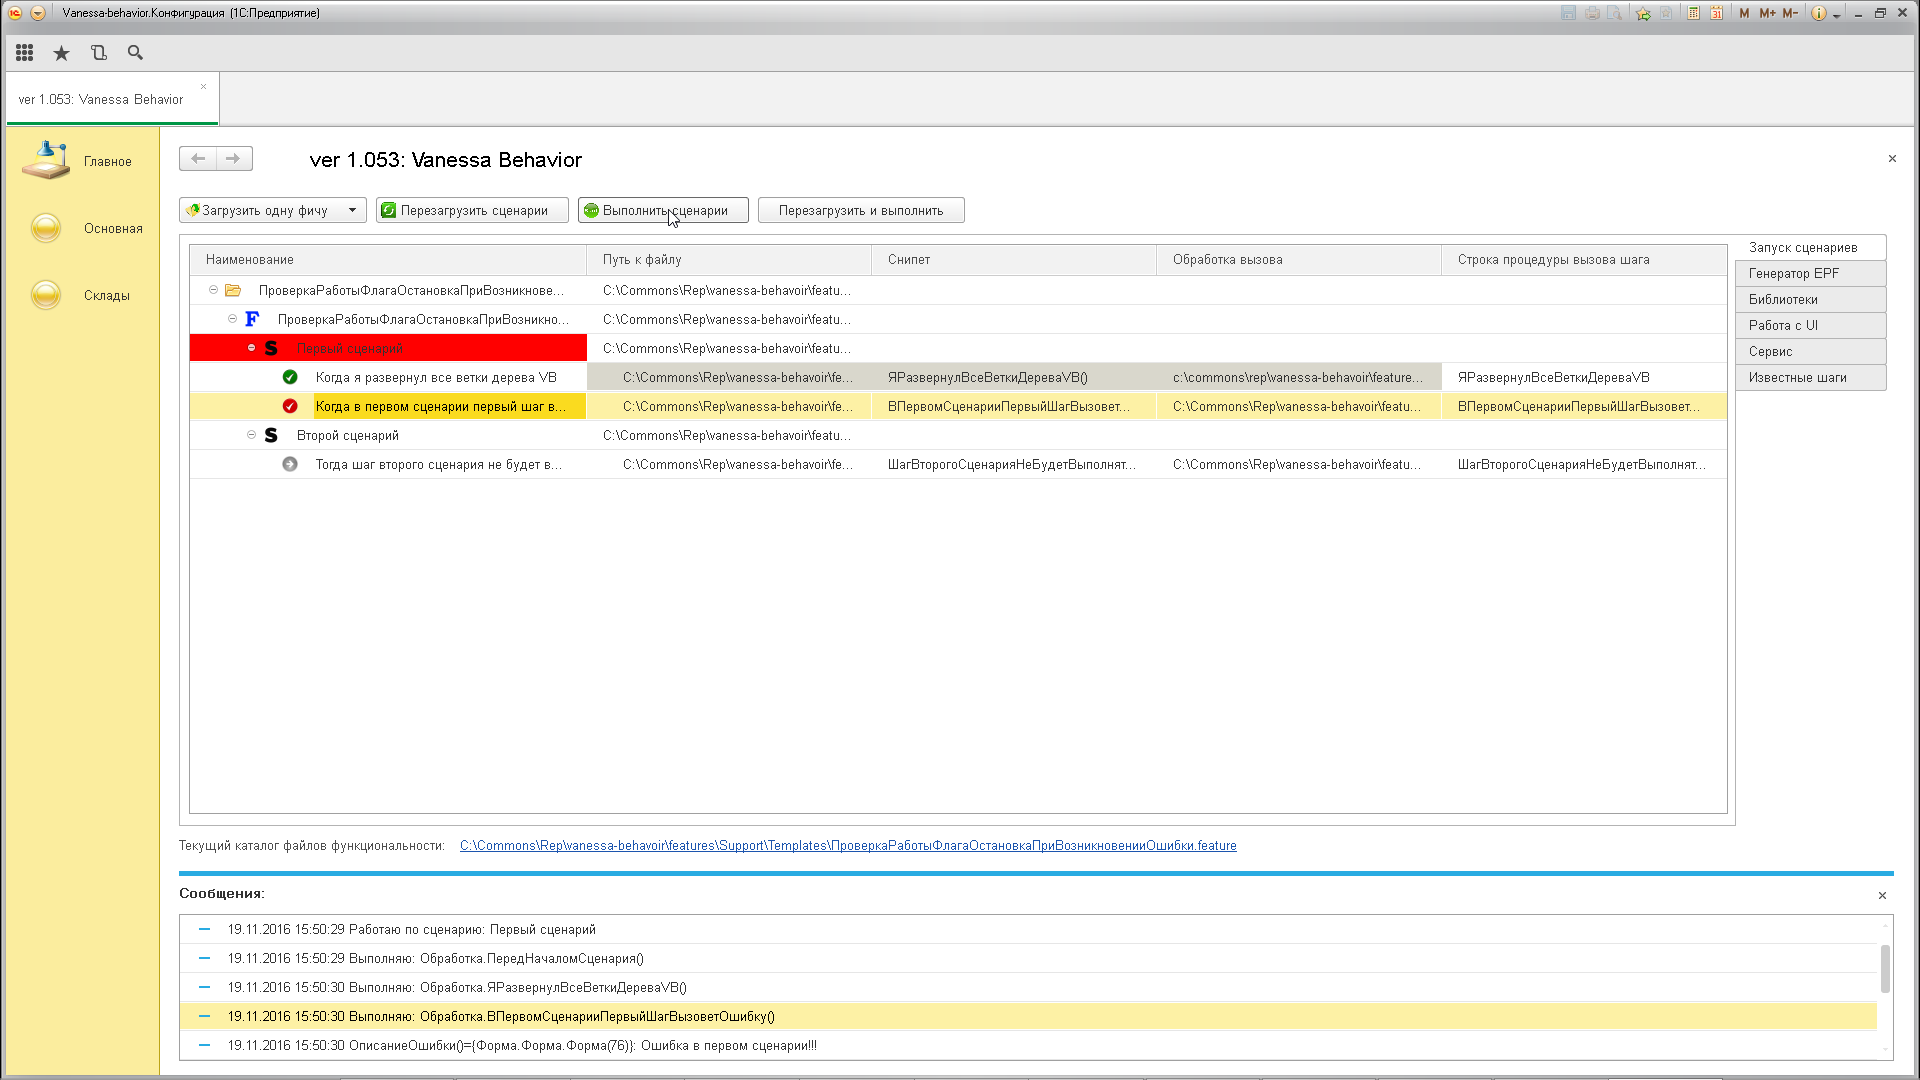 Vanessa-behavior.Конфигурация (1С:Предприятие)
31 M M+ M-
ver 1.053: Vanessa Behavior
Главное
Основная
Склады
ver 1.053: Vanessa Behavior
Загрузить одну фичу Перезагрузить сценарии Выполнить сценарии Перезагрузить и выполнить
Наименование Путь к файлу Снипет Обработка вызова Строка процедуры вызова шага
ПроверкаРаботыФлагаОстановкаПриВозникнове... C:\Commons\Rep\vanessa-behavoir\featu...
F ПроверкаРаботыФлагаОстановкаПриВозникно... C:\Commons\Rep\vanessa-behavoir\featu...
S Первый сценарий C:\Commons\Rep\vanessa-behavoir\featu...
Когда я развернул все ветки дерева VB C:\Commons\Rep\vanessa-behavoir\fe... ЯРазвернулВсеВеткиДереваVB() c:\commons\rep\vanessa-behavoir\feature... ЯРазвернулВсеВеткиДереваVB
Когда в первом сценарии первый шаг в... C:\Commons\Rep\vanessa-behavoir\fe... ВПервомСценарииПервыйШагВызовет... C:\Commons\Rep\vanessa-behavoir\featu... ВПервомСценарииПервыйШагВызовет...
S Второй сценарий C:\Commons\Rep\vanessa-behavoir\featu...
Тогда шаг второго сценария не будет в... C:\Commons\Rep\vanessa-behavoir\fe... ШагВторогоСценарияНеБудетВыполнят... C:\Commons\Rep\vanessa-behavoir\featu... ШагВторогоСценарияНеБудетВыполнят...
Запуск сценариев
Генератор EPF
Библиотеки
Работа с UI
Сервис
Известные шаги
Текущий каталог файлов функциональности: C:\Commons\Rep\vanessa-behavoir\features\Support\Templates\ПроверкаРаботыФлагаОстановкаПриВозникновенииОшибки.feature
Сообщения:
19.11.2016 15:50:29 Работаю по сценарию: Первый сценарий
19.11.2016 15:50:29 Выполняю: Обработка.ПередНачаломСценария()
19.11.2016 15:50:30 Выполняю: Обработка.ЯРазвернулВсеВеткиДереваVB()
19.11.2016 15:50:30 Выполняю: Обработка.ВПервомСценарииПервыйШагВызоветОшибку()
19.11.2016 15:50:30 ОписаниеОшибки()={Форма.Форма.Форма(76)}: Ошибка в первом сценарии!!!